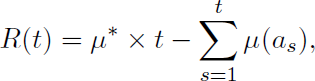 R(t) = μ* × t − ∑_{s=1}^{t} μ(a_s),